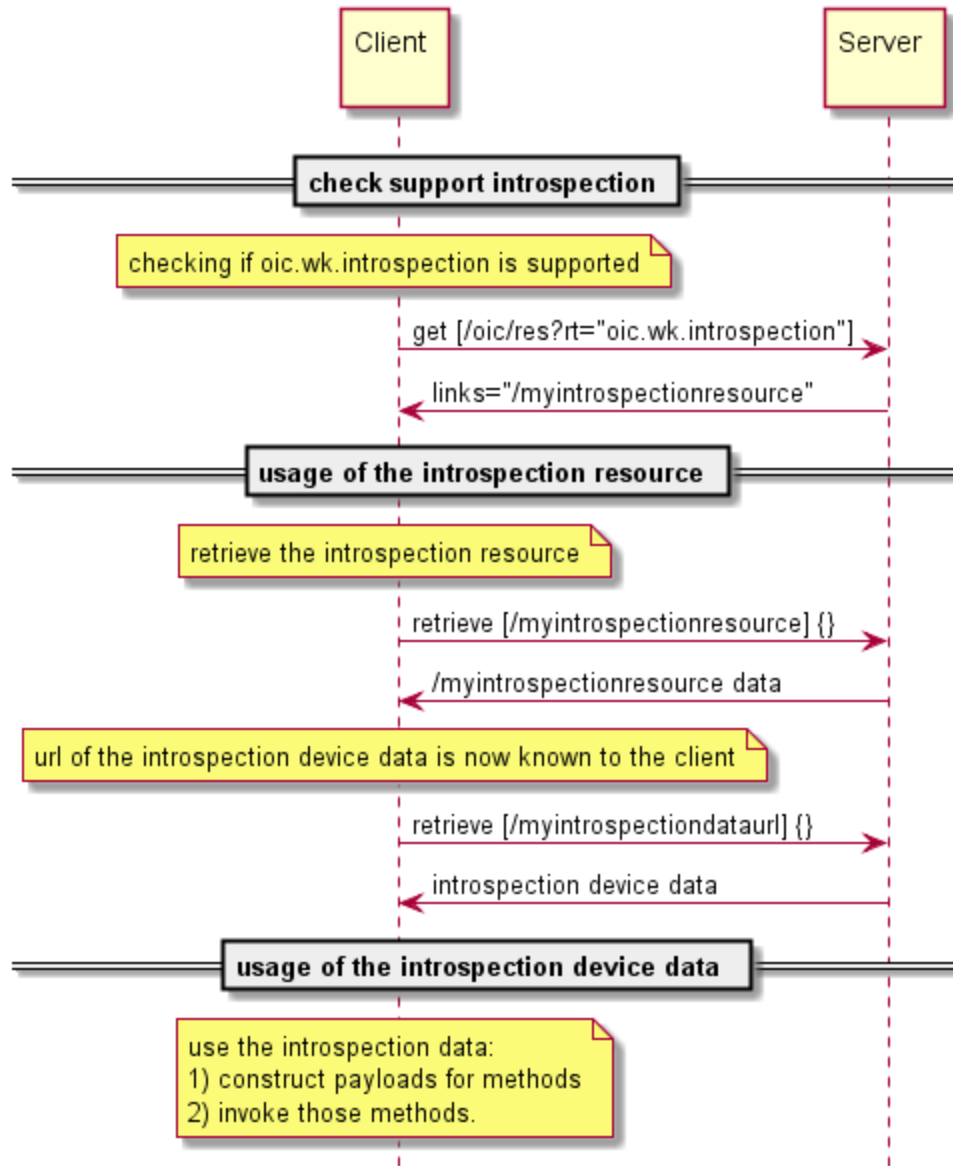 Client
Server
check support introspection
checking if oic.wk.introspection is supported
get [/oic/res?rt="oic.wk.introspection"]
links="/myintrospectionresource"
usage of the introspection resource
retrieve the introspection resource
retrieve [/myintrospectionresource] {}
/myintrospectionresource data
url of the introspection device data is now known to the client
retrieve [/myintrospectiondataurl] {}
introspection device data
usage of the introspection device data
use the introspection data:
1) construct payloads for methods
2) invoke those methods.